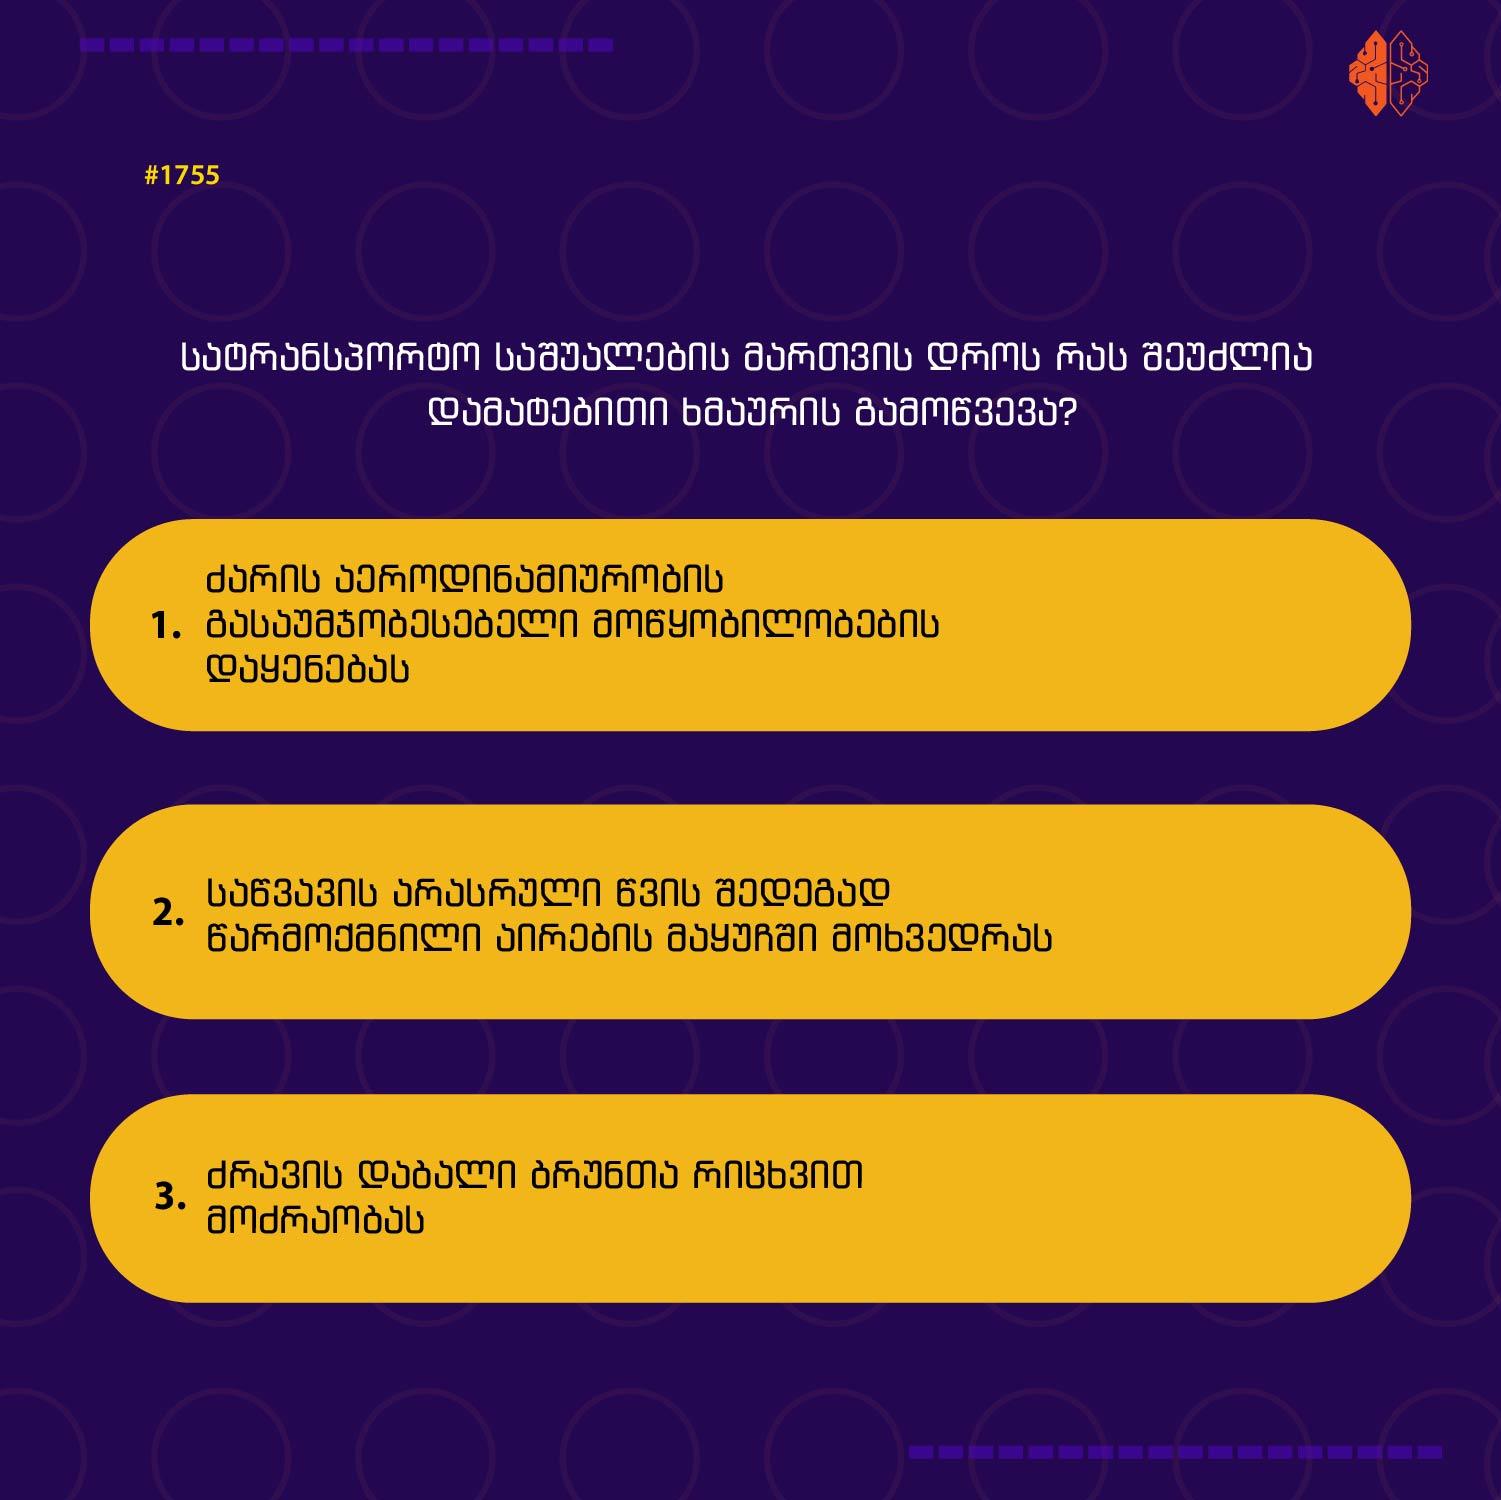 #1755
სატრანსპორტო საშუალების მართვის დროს რას შეუძლია
დამატებითი ხმაურის გამოწვევა?
ძარის აეროდინამიურობის
1. გასაუმჯობესებელი მოწყობილობების
დაყენებას
2. საწვავის არასრული წვის შედეგად
წარმოქმნილი აირების მაყუჩში მოხვედრას
3. ძრავის დაბალი ბრუნთა რიცხვით
მოძრაობას